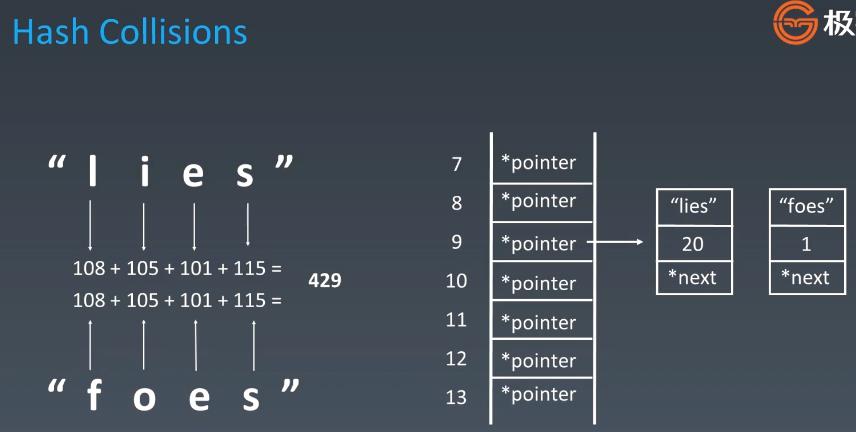 Hash Collisions
极
“ l i e s ”
108 + 105 + 101 + 115 =
429
108 + 105 + 101 + 115 =
“ f o e s ”
7 *pointer
8 *pointer
9 *pointer
10 *pointer
11 *pointer
12 *pointer
13 *pointer
“lies”
20
*next
“foes”
1
*next